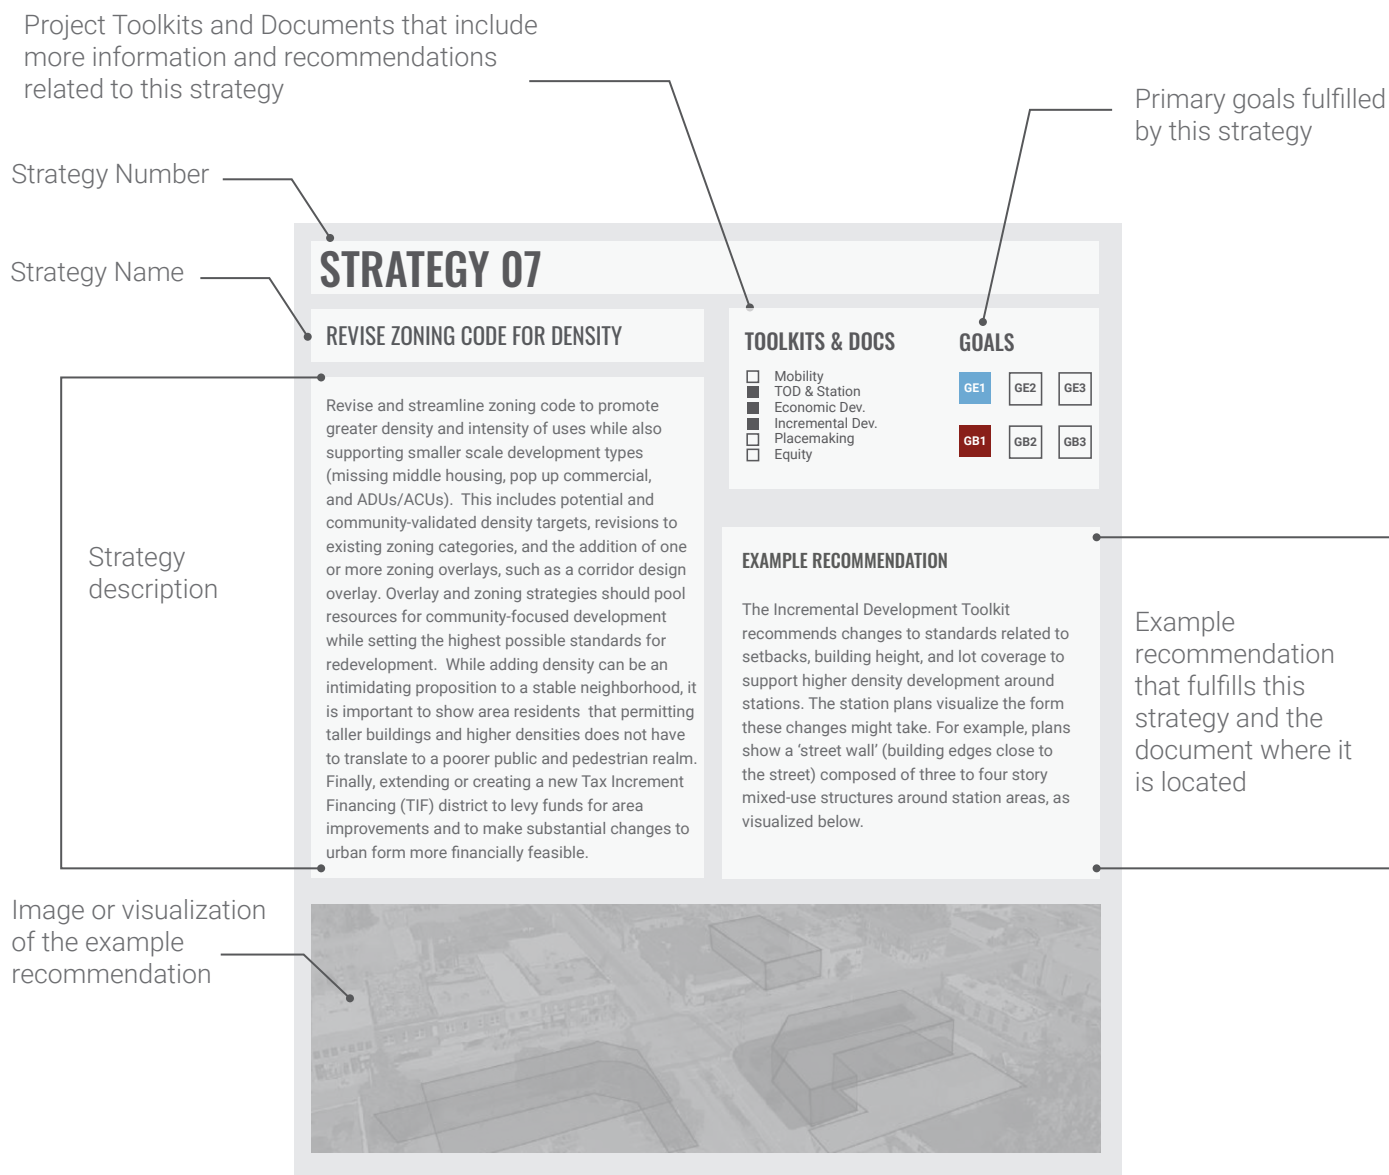 Project Toolkits and Documents that include
more information and recommendations
related to this strategy
Primary goals fulfilled
by this strategy
Strategy Number
Strategy Name
STRATEGY 07
REVISE ZONING CODE FOR DENSITY
TOOLKITS & DOCS
Mobility
TOD & Station
Economic Dev.
Incremental Dev.
Placemaking
Equity
GOALS
GE1 GE2 GE3
GB1 GB2 GB3
Strategy
description
Revise and streamline zoning code to promote
greater density and intensity of uses while also
supporting smaller scale development types
(missing middle housing, pop up commercial,
and ADUs/ACUs).  This includes potential and
community-validated density targets, revisions to
existing zoning categories, and the addition of one
or more zoning overlays, such as a corridor design
overlay. Overlay and zoning strategies should pool
resources for community-focused development
while setting the highest possible standards for
redevelopment.  While adding density can be an
intimidating proposition to a stable neighborhood, it
is important to show area residents  that permitting
taller buildings and higher densities does not have
to translate to a poorer public and pedestrian realm.
Finally, extending or creating a new Tax Increment
Financing (TIF) district to levy funds for area
improvements and to make substantial changes to
urban form more financially feasible.
EXAMPLE RECOMMENDATION
The Incremental Development Toolkit
recommends changes to standards related to
setbacks, building height, and lot coverage to
support higher density development around
stations. The station plans visualize the form
these changes might take. For example, plans
show a 'street wall' (building edges close to
the street) composed of three to four story
mixed-use structures around station areas, as
visualized below.
Example
recommendation
that fulfills this
strategy and the
document where it
is located
Image or visualization
of the example
recommendation